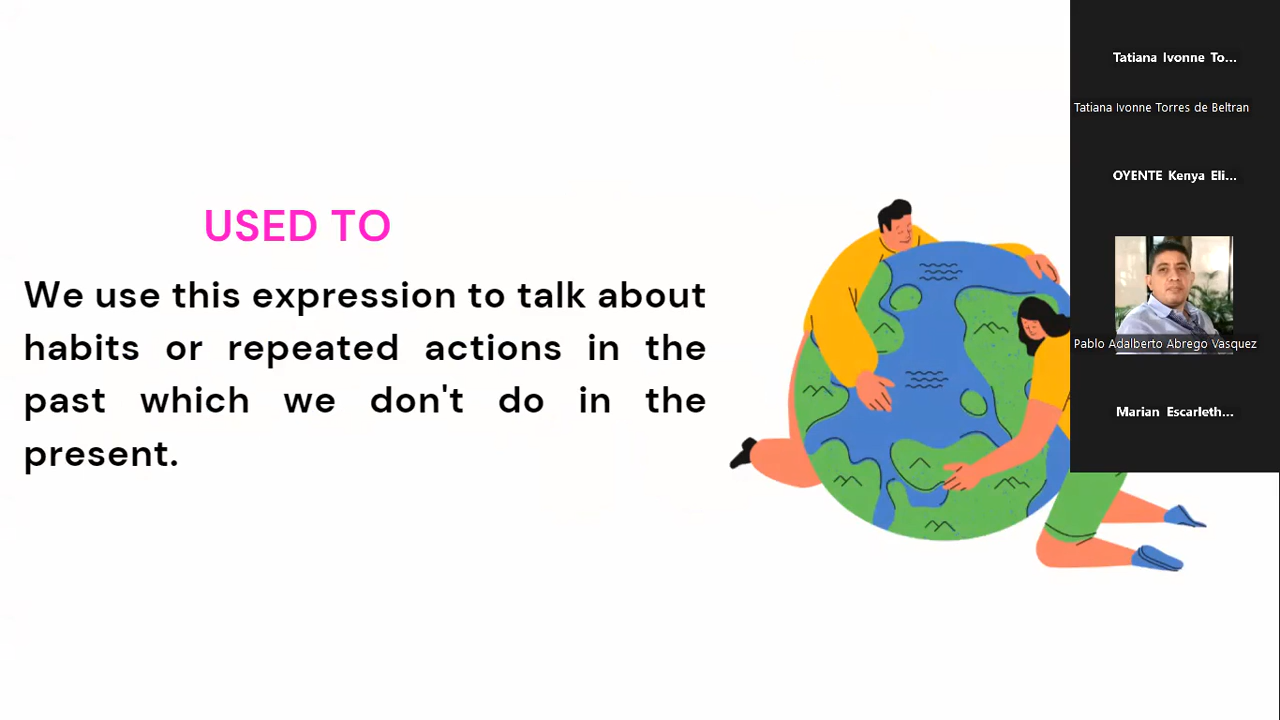 USED TO
We use this expression to talk about
habits or repeated actions in the
past which we don't do in the
present.
Tatiana Ivonne To...
Tatiana Ivonne Torres de Beltran
OYENTE Kenya Eli...
Pablo Adalberto Abrego Vasquez
Marian Escarleth...